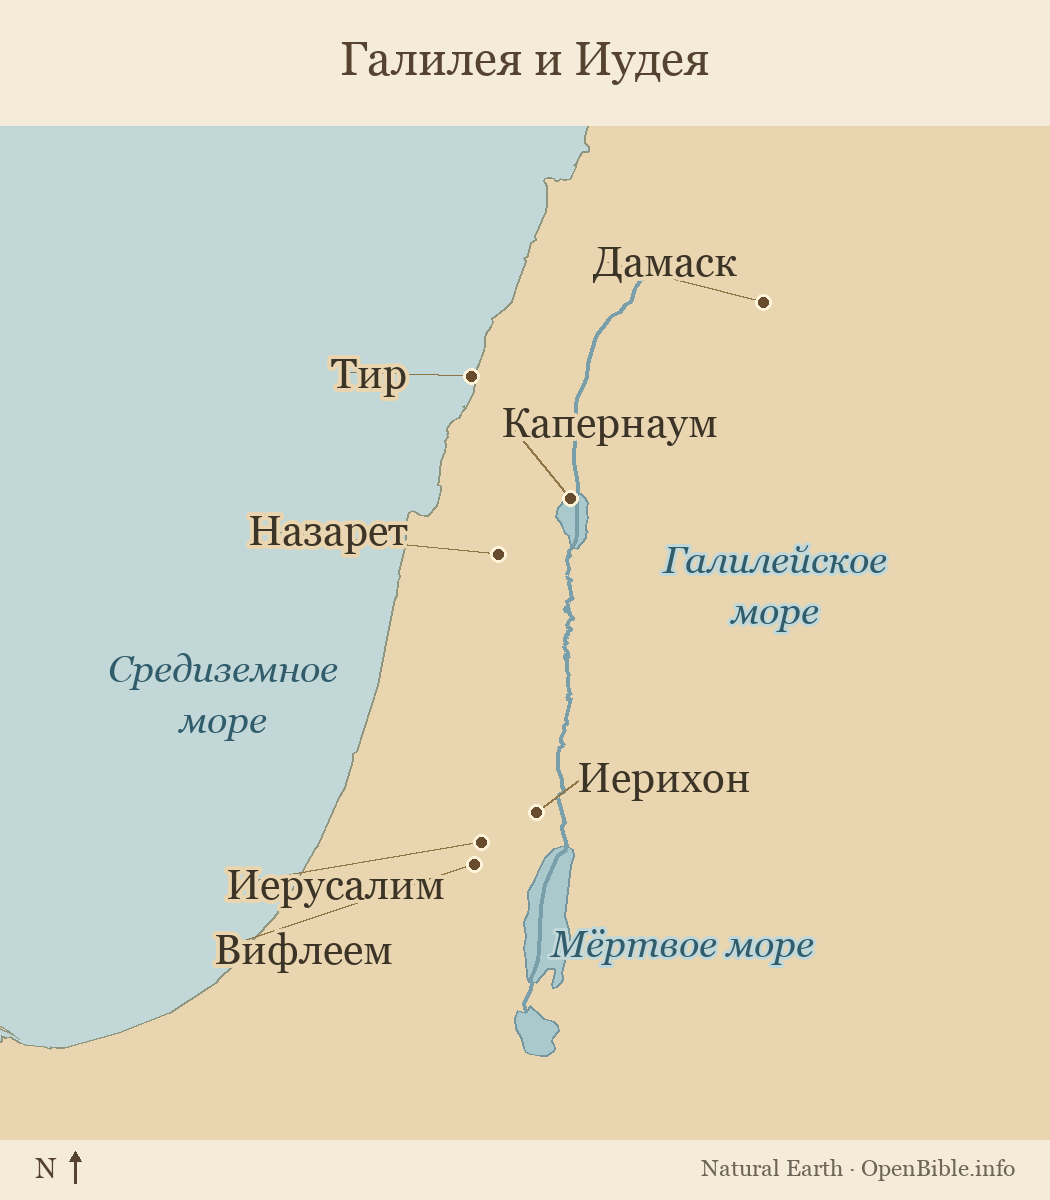 Галилея и Иудея
Дамаск
Тир
Капернаум
Назарет
Галилейское
море
Средиземное
море
Иерихон
Иерусалим
Вифлеем
Мёртвое море
N
Natural Earth · OpenBible.info